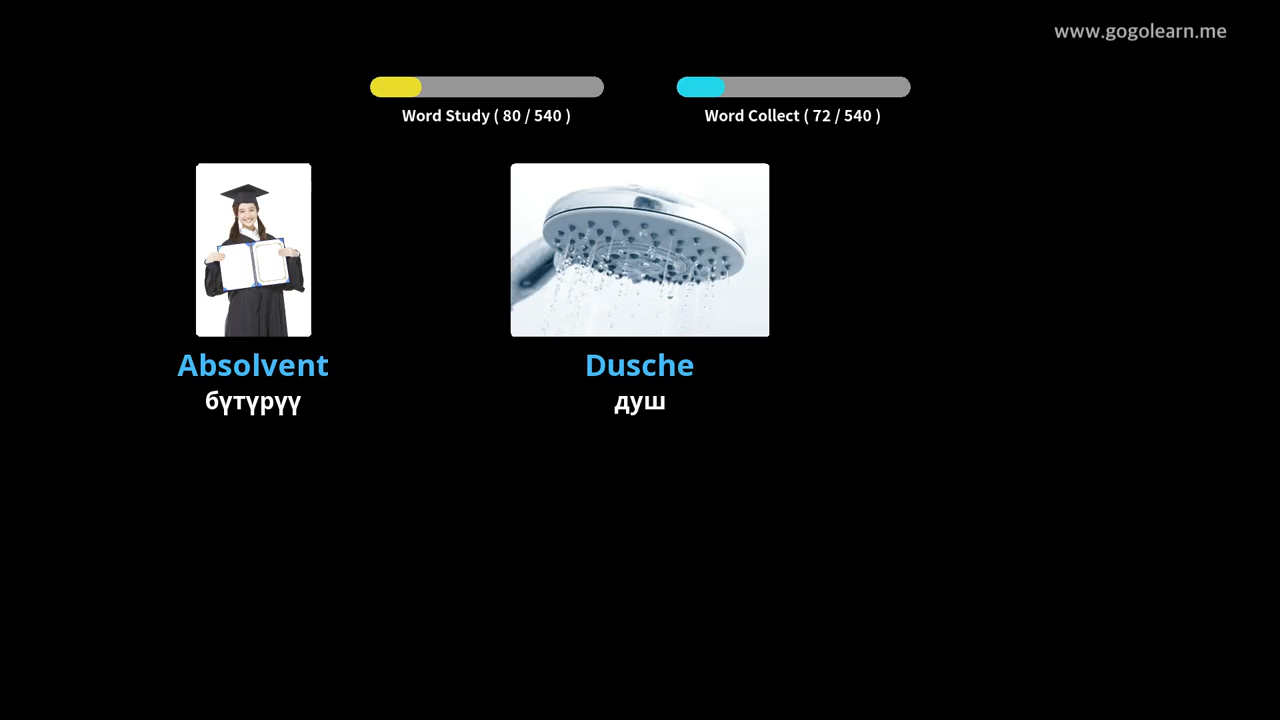 www.gogolearn.me
Word Study ( 80 / 540 )
Word Collect ( 72 / 540 )
Absolvent
бүтүрүү
Dusche
душ